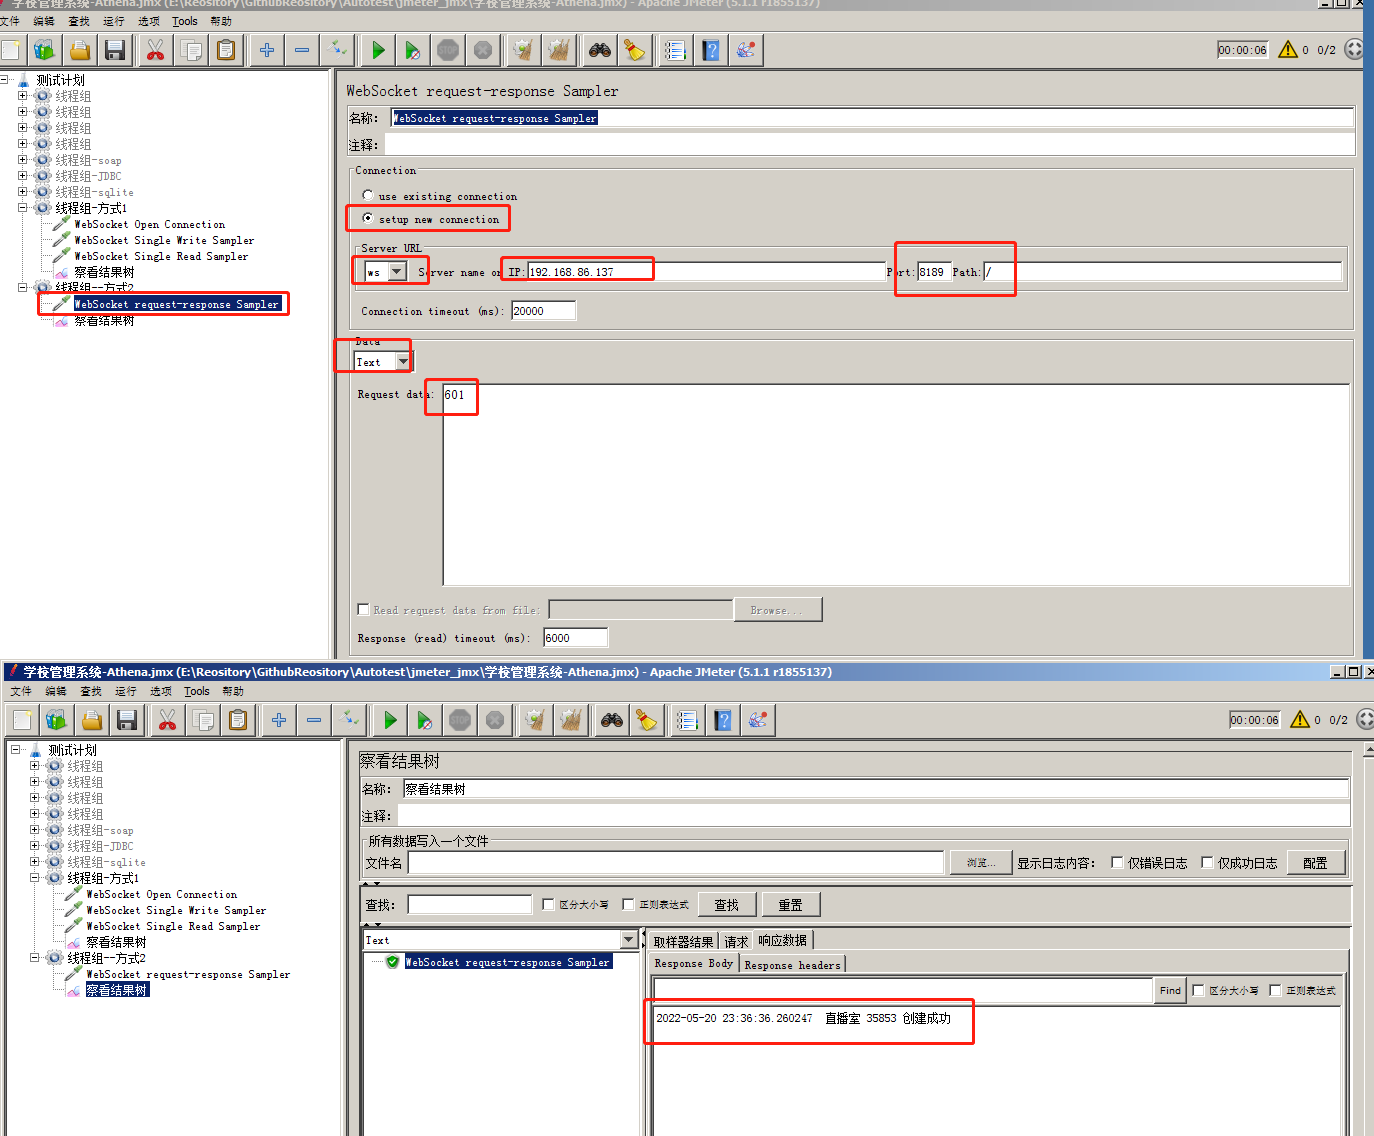 学校管理系统-Athena.jmx (E:\Reository\GithubReository\Autotest\jmeter_jmx\学校管理系统-Athena.jmx) - Apache JMeter (5.1.1 r1855137)
文件 编辑 查找 运行 选项 Tools 帮助
00:00:06 0 0/2
测试计划
线程组
线程组
线程组
线程组
线程组-soap
线程组-JDBC
线程组-sqlite
线程组-方式1
WebSocket Open Connection
WebSocket Single Write Sampler
WebSocket Single Read Sampler
察看结果树
线程组--方式2
WebSocket request-response Sampler
察看结果树
WebSocket request-response Sampler
名称: WebSocket request-response Sampler
注释:
Connection
use existing connection
setup new connection
Server URL
ws Server name or IP: 192.168.86.137 Port: 8189 Path: /
Connection timeout (ms): 20000
Data
Text
Request data: 601
Read request data from file: Browse...
Response (read) timeout (ms): 6000
学校管理系统-Athena.jmx (E:\Reository\GithubReository\Autotest\jmeter_jmx\学校管理系统-Athena.jmx) - Apache JMeter (5.1.1 r1855137)
文件 编辑 查找 运行 选项 Tools 帮助
00:00:06 0 0/2
测试计划
线程组
线程组
线程组
线程组
线程组-soap
线程组-JDBC
线程组-sqlite
线程组-方式1
WebSocket Open Connection
WebSocket Single Write Sampler
WebSocket Single Read Sampler
察看结果树
线程组--方式2
WebSocket request-response Sampler
察看结果树
察看结果树
名称: 察看结果树
注释:
所有数据写入一个文件
文件名 浏览... 显示日志内容: 仅错误日志 仅成功日志 配置
查找: 区分大小写 正则表达式 查找 重置
Text
WebSocket request-response Sampler
取样器结果 请求 响应数据
Response Body Response headers
Find 区分大小写 正则表达式
2022-05-20 23:36:36.260247 直播室 35853 创建成功